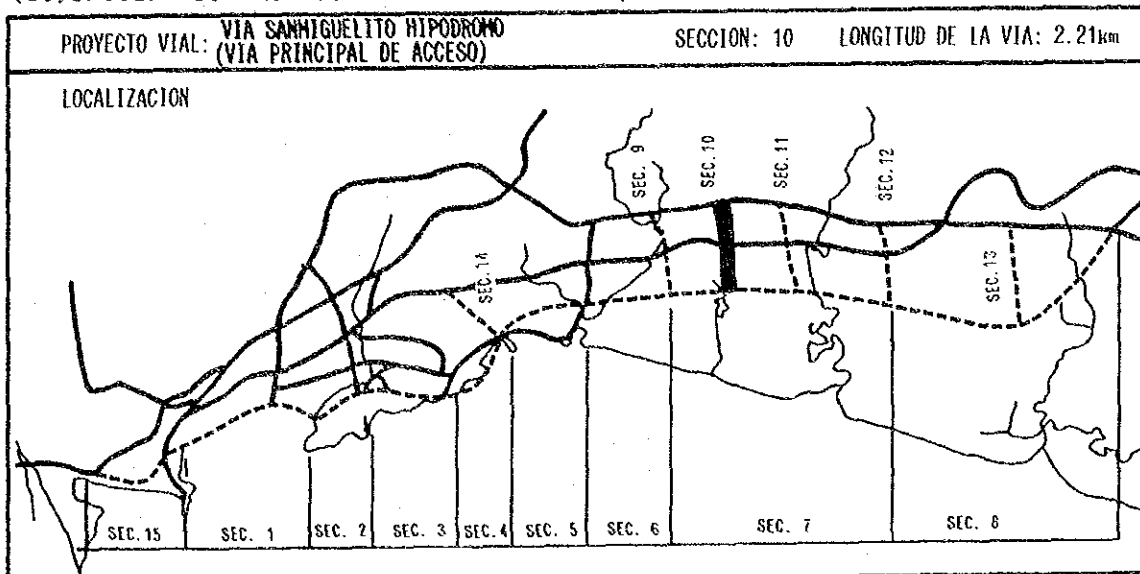 PROYECTO VIAL: VIA SANMIGUELITO HIPODROMO
(VIA PRINCIPAL DE ACCESO)
SECCION: 10
LONGITUD DE LA VIA: 2.21km
LOCALIZACION
SEC. 9
SEC. 10
SEC. 11
SEC. 12
SEC. 14
SEC. 13
SEC. 15
SEC. 1
SEC. 2
SEC. 3
SEC. 4
SEC. 5
SEC. 6
SEC. 7
SEC. 8